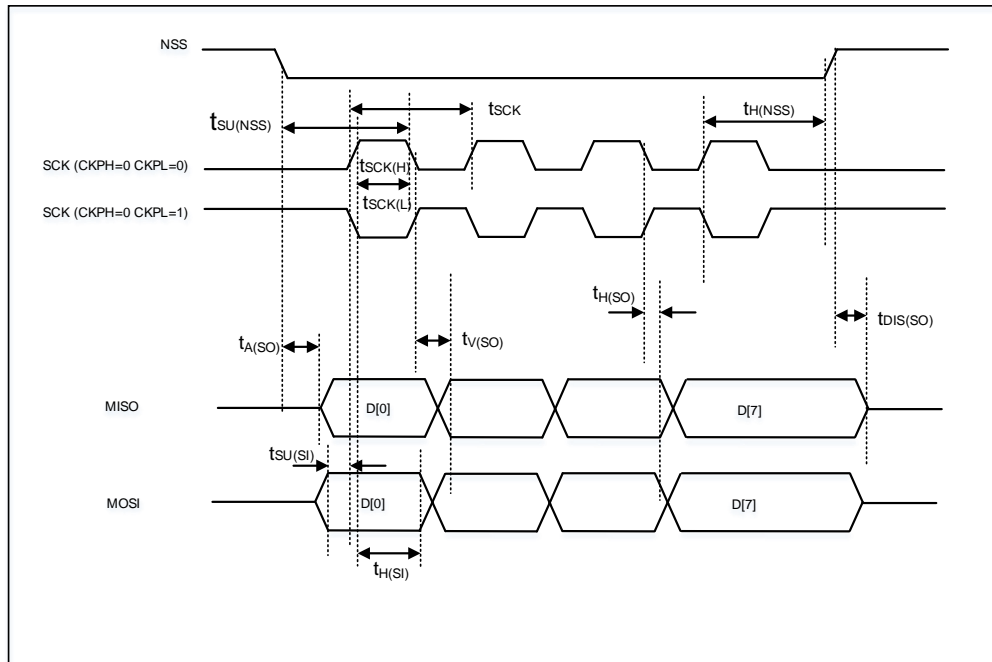 NSS
tSCK
tH(NSS)
tSU(NSS)
SCK (CKPH=0 CKPL=0)
tSCK(H)
tSCK(L)
SCK (CKPH=0 CKPL=1)
tH(SO)
tDIS(SO)
tA(SO)
tV(SO)
MISO
D[0]
D[7]
tSU(SI)
MOSI
D[0]
D[7]
tH(SI)